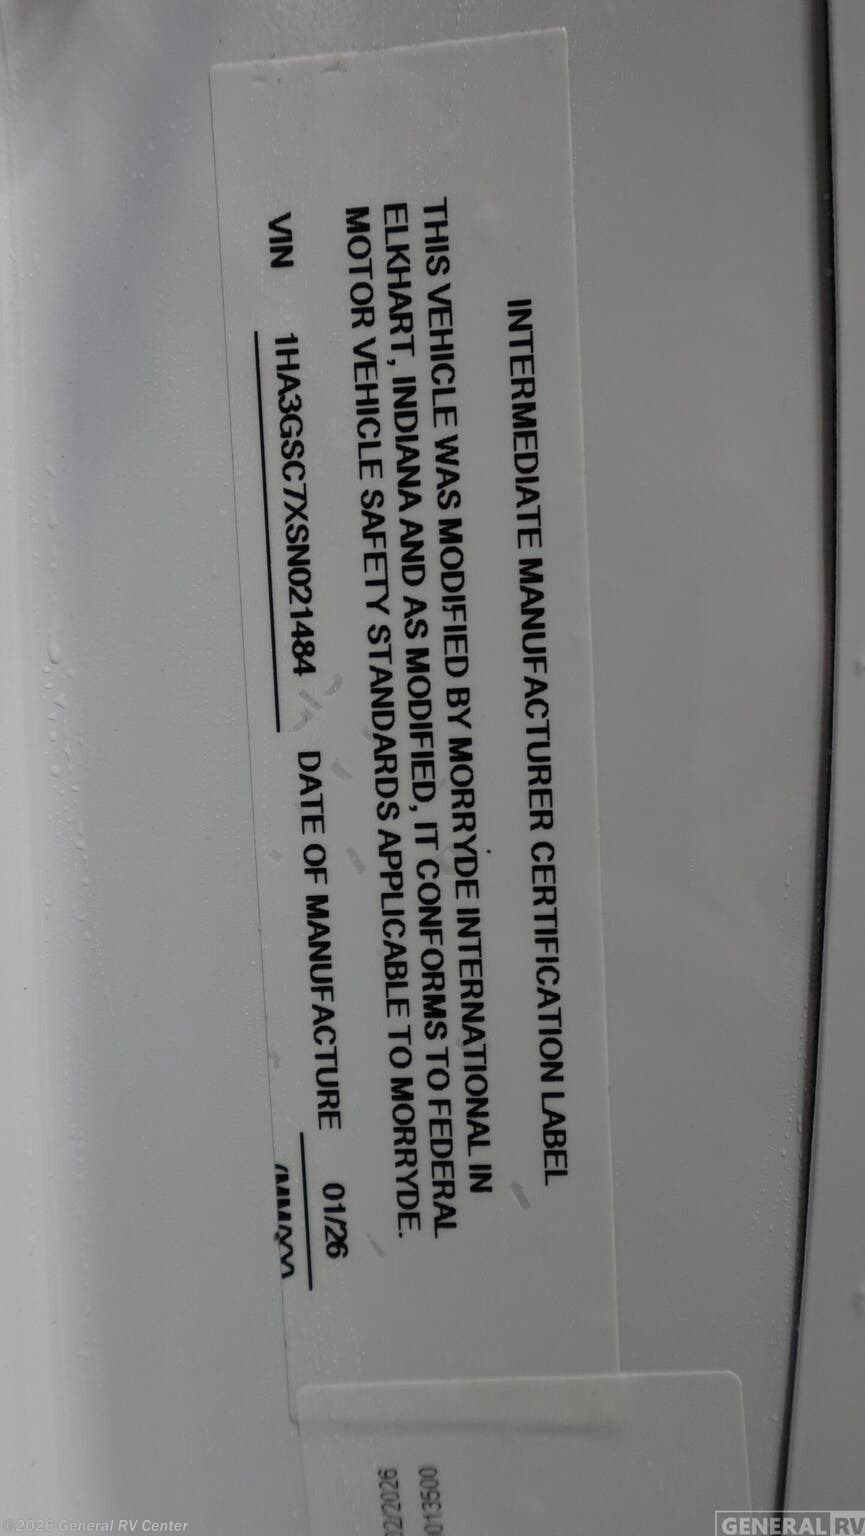 INTERMEDIATE MANUFACTURER CERTIFICATION LABEL
THIS VEHICLE WAS MODIFIED BY MORRYDE INTERNATIONAL IN
ELKHART, INDIANA AND AS MODIFIED, IT CONFORMS TO FEDERAL
MOTOR VEHICLE SAFETY STANDARDS APPLICABLE TO MORRYDE.
VIN 1HA3GSC7XSN021484 DATE OF MANUFACTURE 01/26
013500
©2026 General RV Center
GENERAL RV